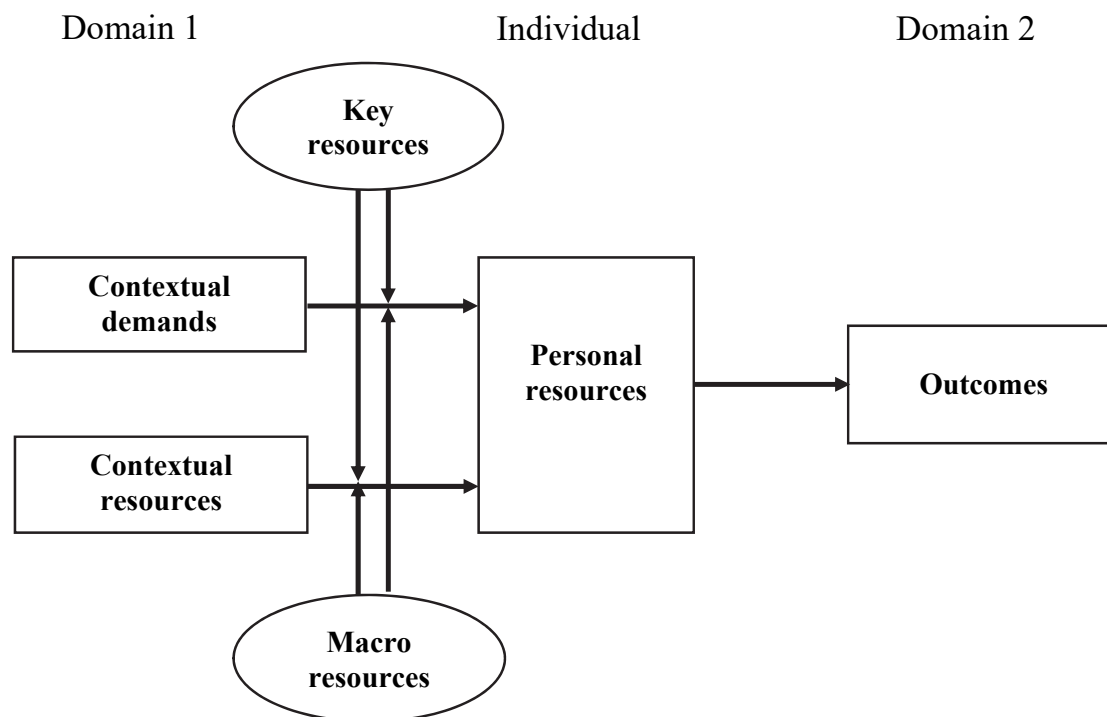 Domain 1
Individual
Domain 2
Key
resources
Contextual
demands
Personal
resources
Outcomes
Contextual
resources
Macro
resources